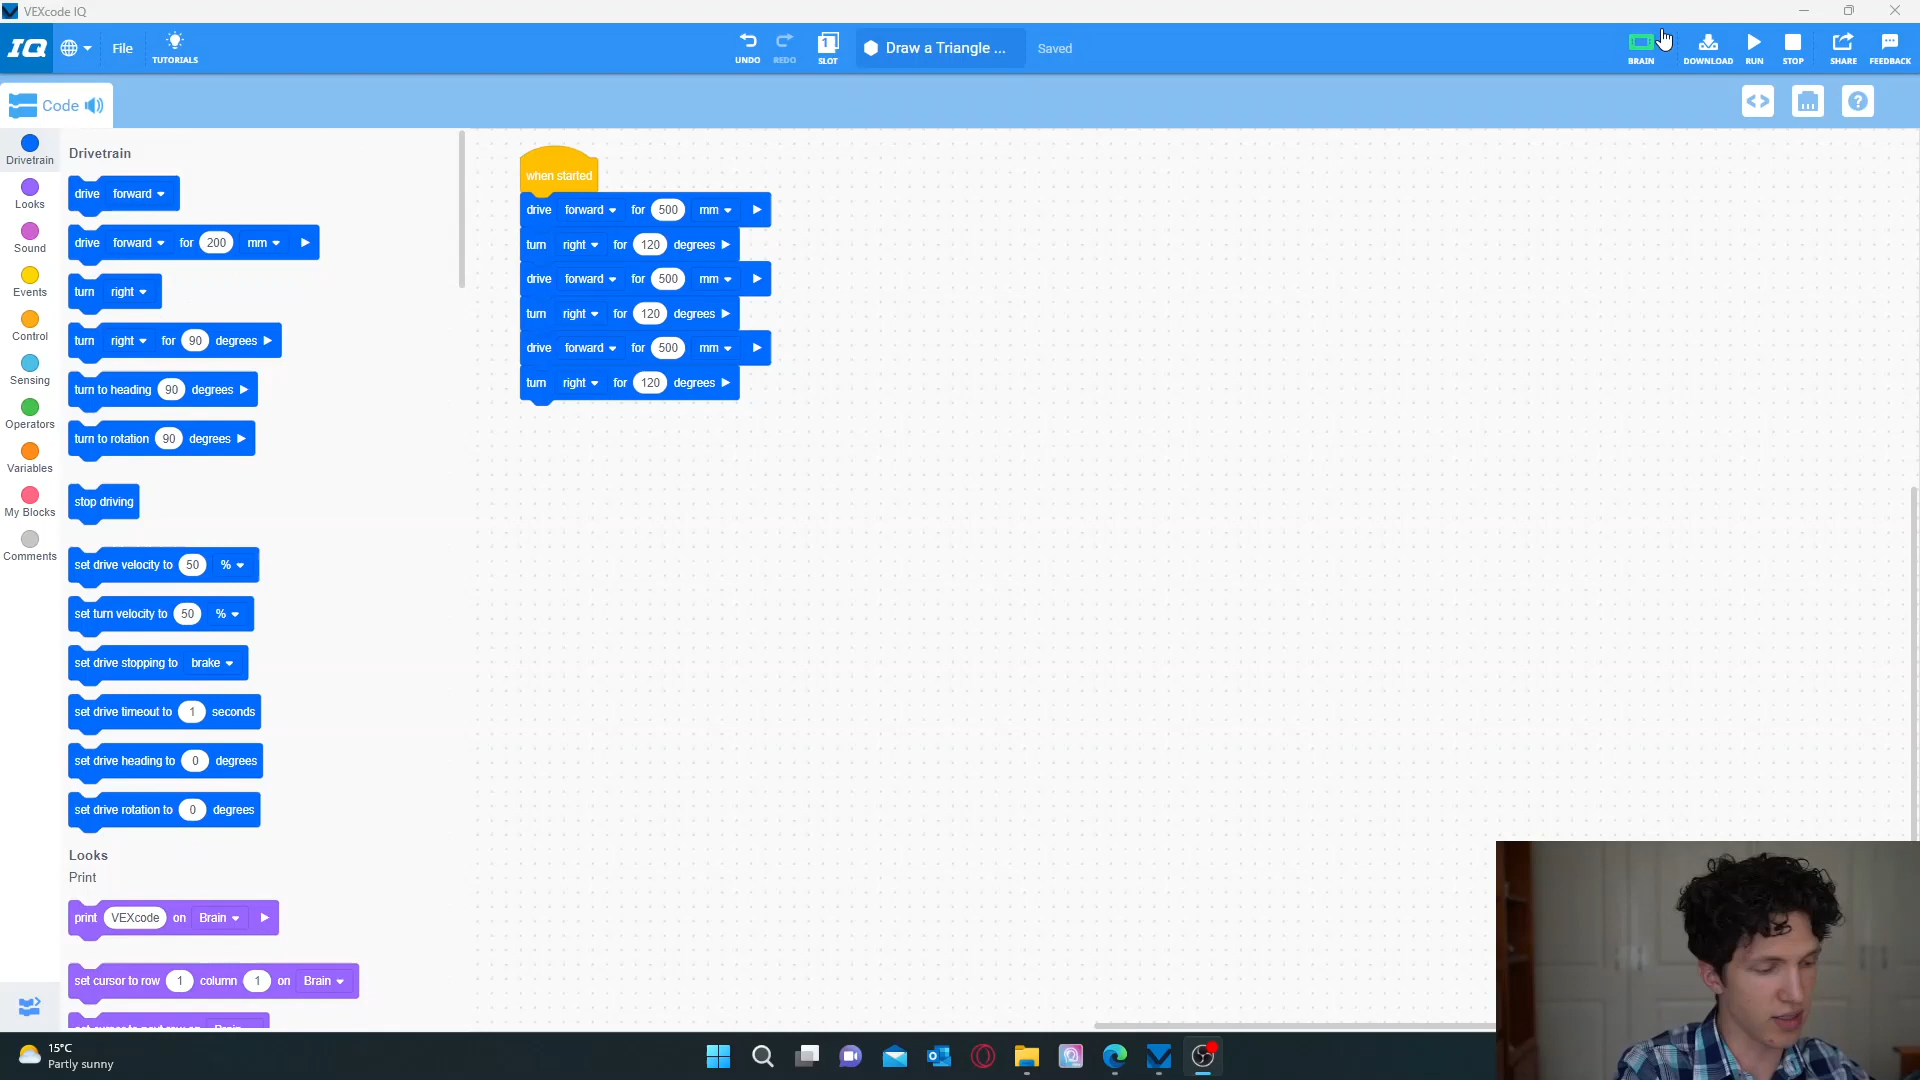 VEXcode IQ
IQ
File
TUTORIALS
UNDO
REDO
1
SLOT
Draw a Triangle ...
Saved
BRAIN
DOWNLOAD
RUN
STOP
SHARE
FEEDBACK
Code
Drivetrain
Looks
Sound
Events
Control
Sensing
Operators
Variables
My Blocks
Comments
Drivetrain
drive forward
drive forward for 200 mm
turn right
turn right for 90 degrees
turn to heading 90 degrees
turn to rotation 90 degrees
stop driving
set drive velocity to 50 %
set turn velocity to 50 %
set drive stopping to brake
set drive timeout to 1 seconds
set drive heading to 0 degrees
set drive rotation to 0 degrees
Looks
Print
print VEXcode on Brain
set cursor to row 1 column 1 on Brain
when started
drive forward for 500 mm
turn right for 120 degrees
drive forward for 500 mm
turn right for 120 degrees
drive forward for 500 mm
turn right for 120 degrees
15°C
Partly sunny